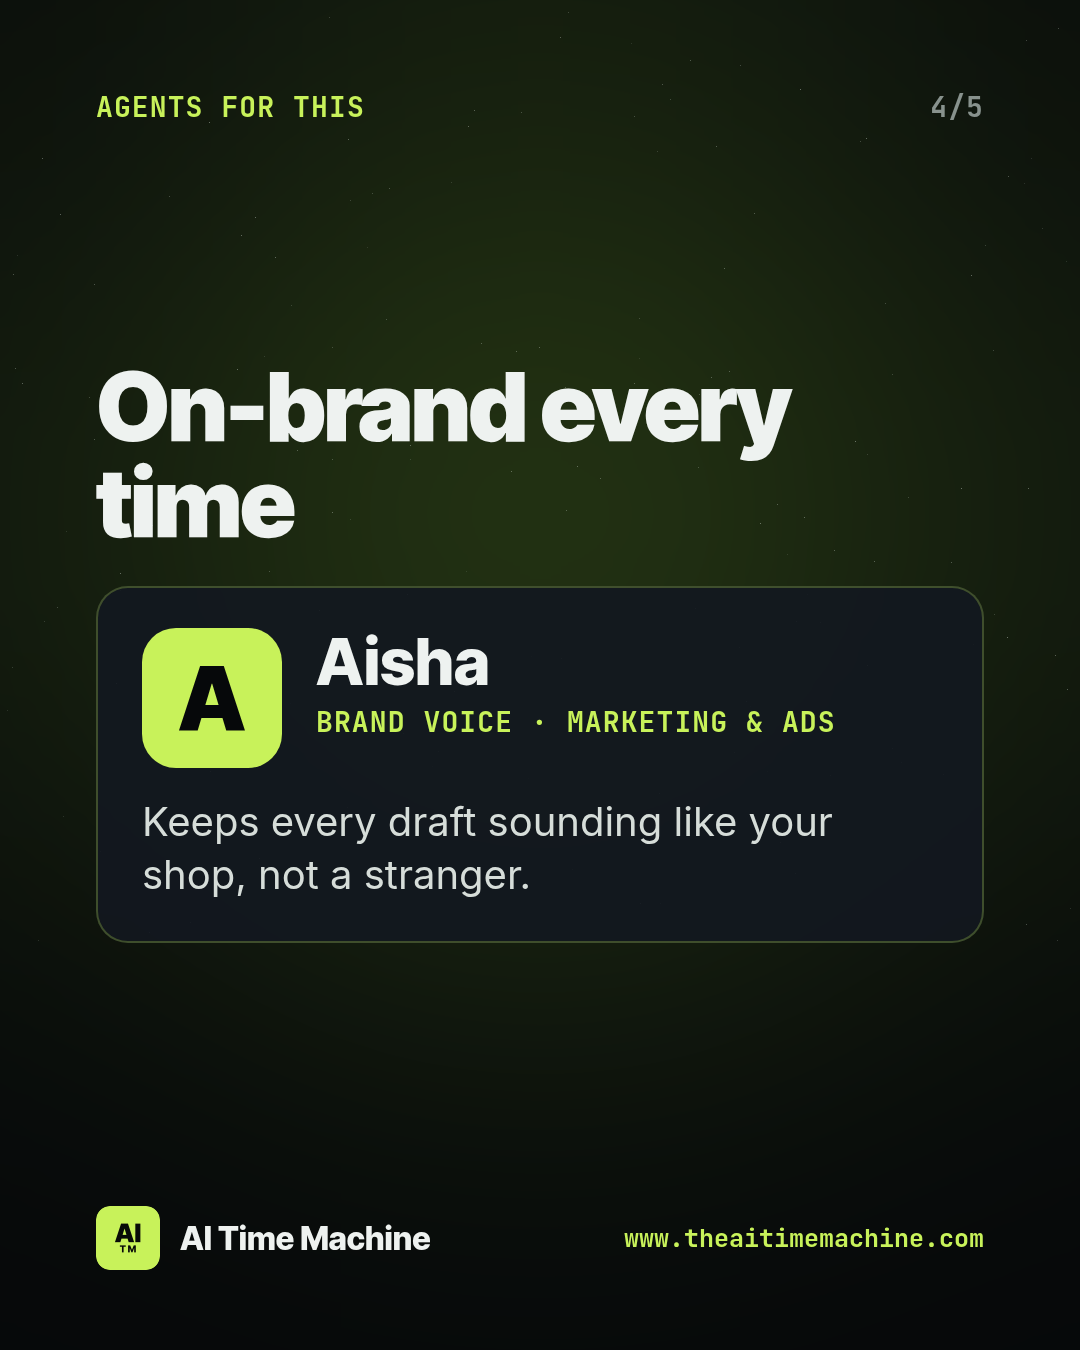 AGENTS FOR THIS
4/5
On-brand every
time
A
Aisha
BRAND VOICE · MARKETING & ADS
Keeps every draft sounding like your
shop, not a stranger.
AI
TM
AI Time Machine
www.theaitimemachine.com